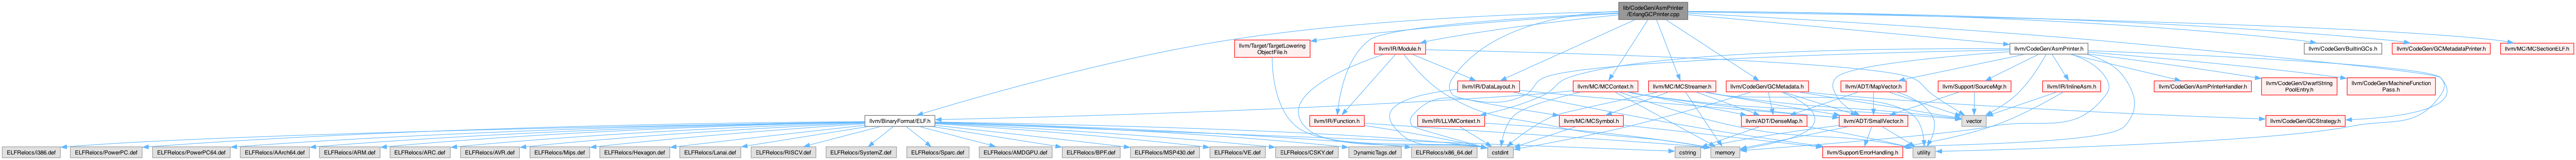 lib/CodeGen/AsmPrinter
/ErlangGCPrinter.cpp
llvm/Target/TargetLowering
ObjectFile.h
llvm/IR/Module.h
llvm/CodeGen/AsmPrinter.h
llvm/CodeGen/BuiltinGCs.h
llvm/CodeGen/GCMetadataPrinter.h
llvm/MC/MCSectionELF.h
llvm/IR/DataLayout.h
llvm/MC/MCContext.h
llvm/MC/MCStreamer.h
llvm/CodeGen/GCMetadata.h
llvm/ADT/MapVector.h
llvm/Support/SourceMgr.h
llvm/IR/InlineAsm.h
llvm/CodeGen/AsmPrinterHandler.h
llvm/CodeGen/DwarfString
PoolEntry.h
llvm/CodeGen/MachineFunction
Pass.h
llvm/BinaryFormat/ELF.h
llvm/IR/Function.h
llvm/IR/LLVMContext.h
llvm/MC/MCSymbol.h
llvm/ADT/DenseMap.h
llvm/ADT/SmallVector.h
vector
llvm/CodeGen/GCStrategy.h
ELFRelocs/i386.def
ELFRelocs/PowerPC.def
ELFRelocs/PowerPC64.def
ELFRelocs/AArch64.def
ELFRelocs/ARM.def
ELFRelocs/ARC.def
ELFRelocs/AVR.def
ELFRelocs/Mips.def
ELFRelocs/Hexagon.def
ELFRelocs/Lanai.def
ELFRelocs/RISCV.def
ELFRelocs/SystemZ.def
ELFRelocs/Sparc.def
ELFRelocs/AMDGPU.def
ELFRelocs/BPF.def
ELFRelocs/MSP430.def
ELFRelocs/VE.def
ELFRelocs/CSKY.def
DynamicTags.def
ELFRelocs/x86_64.def
cstdint
cstring
memory
llvm/Support/ErrorHandling.h
utility